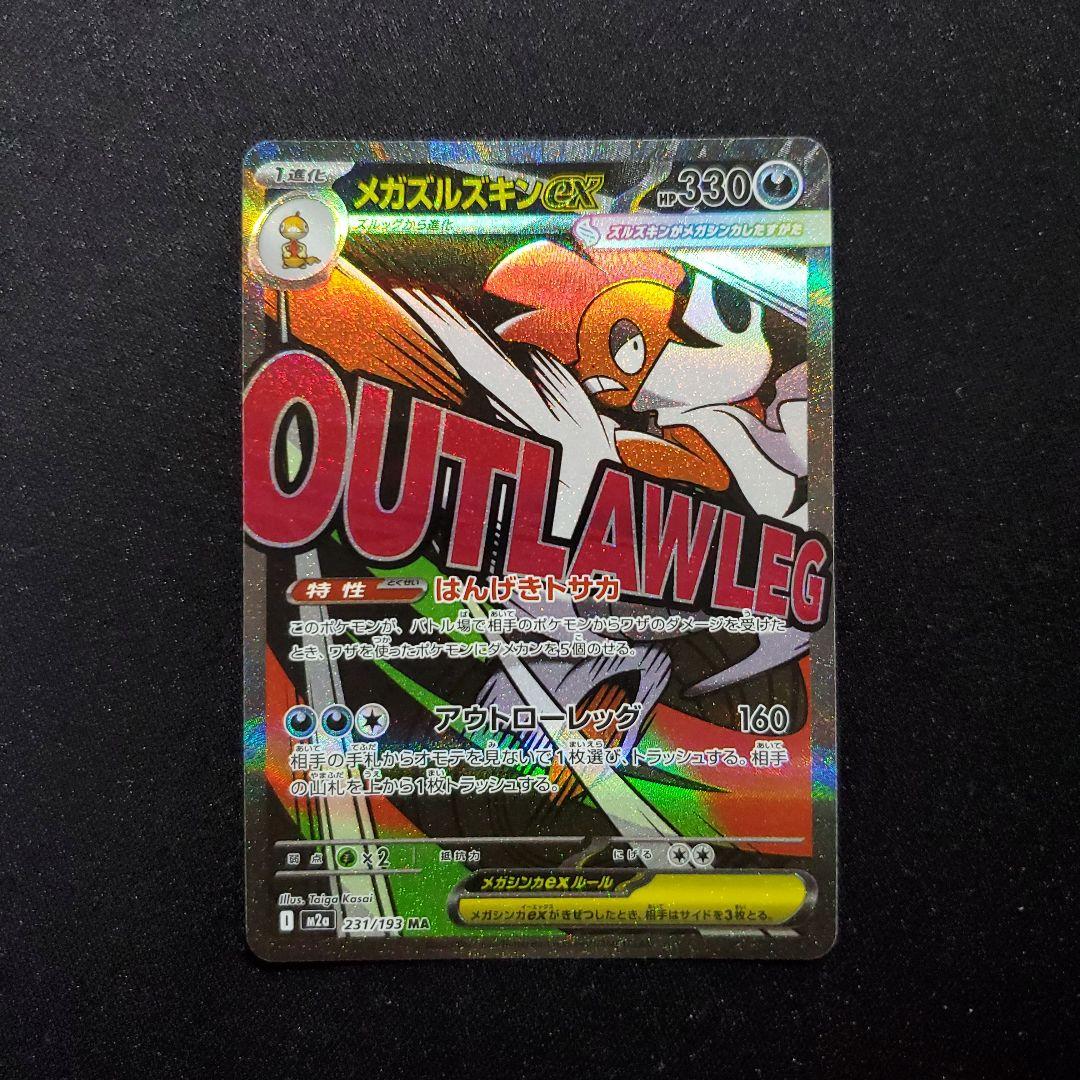 1進化
メガズルズキンex
HP330
ズルッグから進化
ズルズキンがメガシンカしたすがた
OUTLAWLEG
特性 とくせい はんげきトサカ
このポケモンが、バトル場で相手のポケモンからワザのダメージを受けた
とき、ワザを使ったポケモンにダメカンを5個のせる。
アウトローレッグ 160
相手の手札からオモテを見ないで1枚選び、トラッシュする。相手
の山札を上から1枚トラッシュする。
弱点 ×2 抵抗力 にげる
メガシンカexルール
メガシンカexがきぜつしたとき、相手はサイドを3枚とる。
Illus. Taiga Kasai
I m2a 231/193 MA